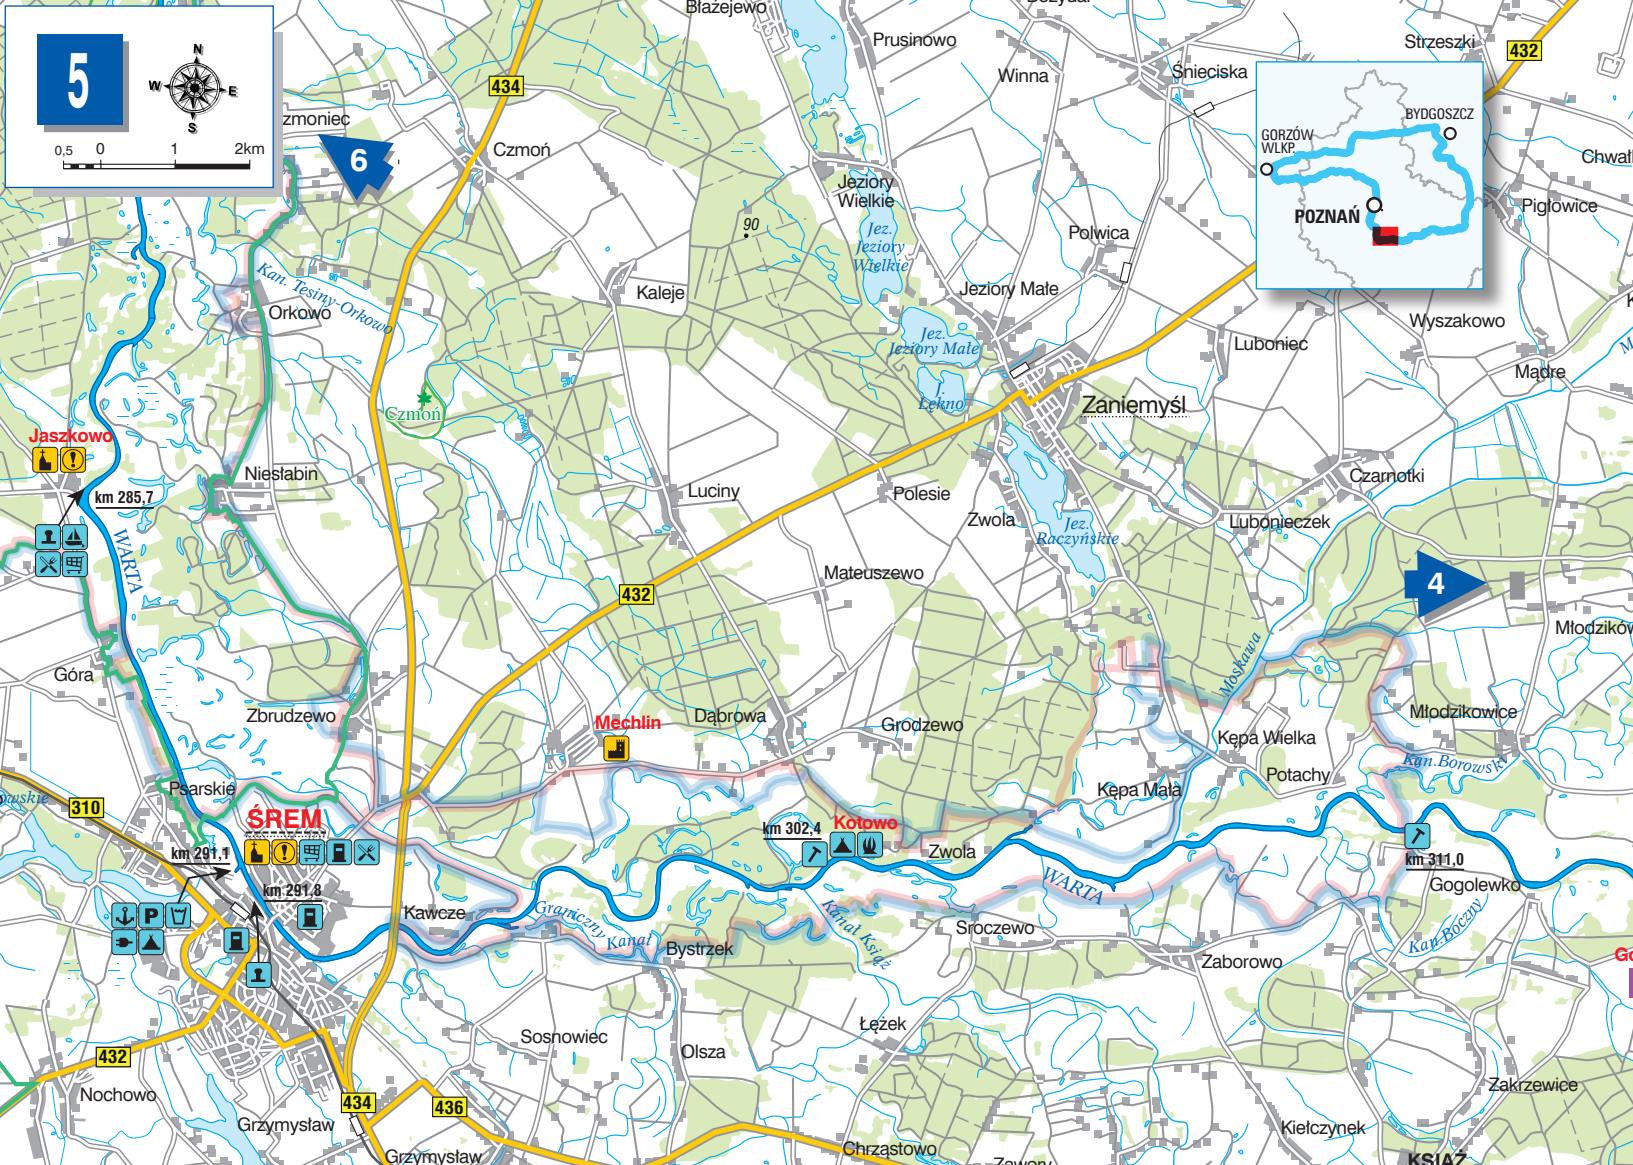 5
N
W
E
S
0,5
0
1
2km
zmoniec
6
434
Czmoń
Błażejewo
Prusinowo
Winna
Śnieciska
Strzeszki
432
BYDGOSZCZ
GORZÓW
WLKP.
POZNAŃ
Pigłowice
Jeziory
Wielkie
90
Jez.
Jeziory
Wielkie
Polwica
Kan. Tesiny-Orkowo
Orkowo
Kaleje
Jeziory Małe
Wyszakowo
Luboniec
Mądre
Jez.
Jeziory Małe
J.
Łękno
Czmoń
Zaniemyśl
Jaszkowo
km 285,7
Niesłabin
Luciny
Polesie
Zwola
Jez.
Raczyńskie
Czarnotki
Lubonieczek
WARTA
Mateuszewo
432
4
Młodzików
Góra
Zbrudzewo
Mechlin
Dąbrowa
Grodzewo
Moskawa
Młodzikowice
Kępa Wielka
Potachy
Kan.Borowski
Kępa Mała
Psarskie
310
owskie
ŚREM
km 291,1
km 291,8
P
km 302,4
Kotowo
Zwola
WARTA
km 311,0
Gogolewko
Kan.Boczny
Kawcze
Graniczny Kanał
Bystrzek
Kanał Książ
Sroczewo
Zaborowo
Go
Łężek
Sosnowiec
Olsza
432
Nochowo
Grzymysław
434
436
Grzymysław
Chrząstowo
Zawory
Kiełczynek
Zakrzewice
KSIĄŻ